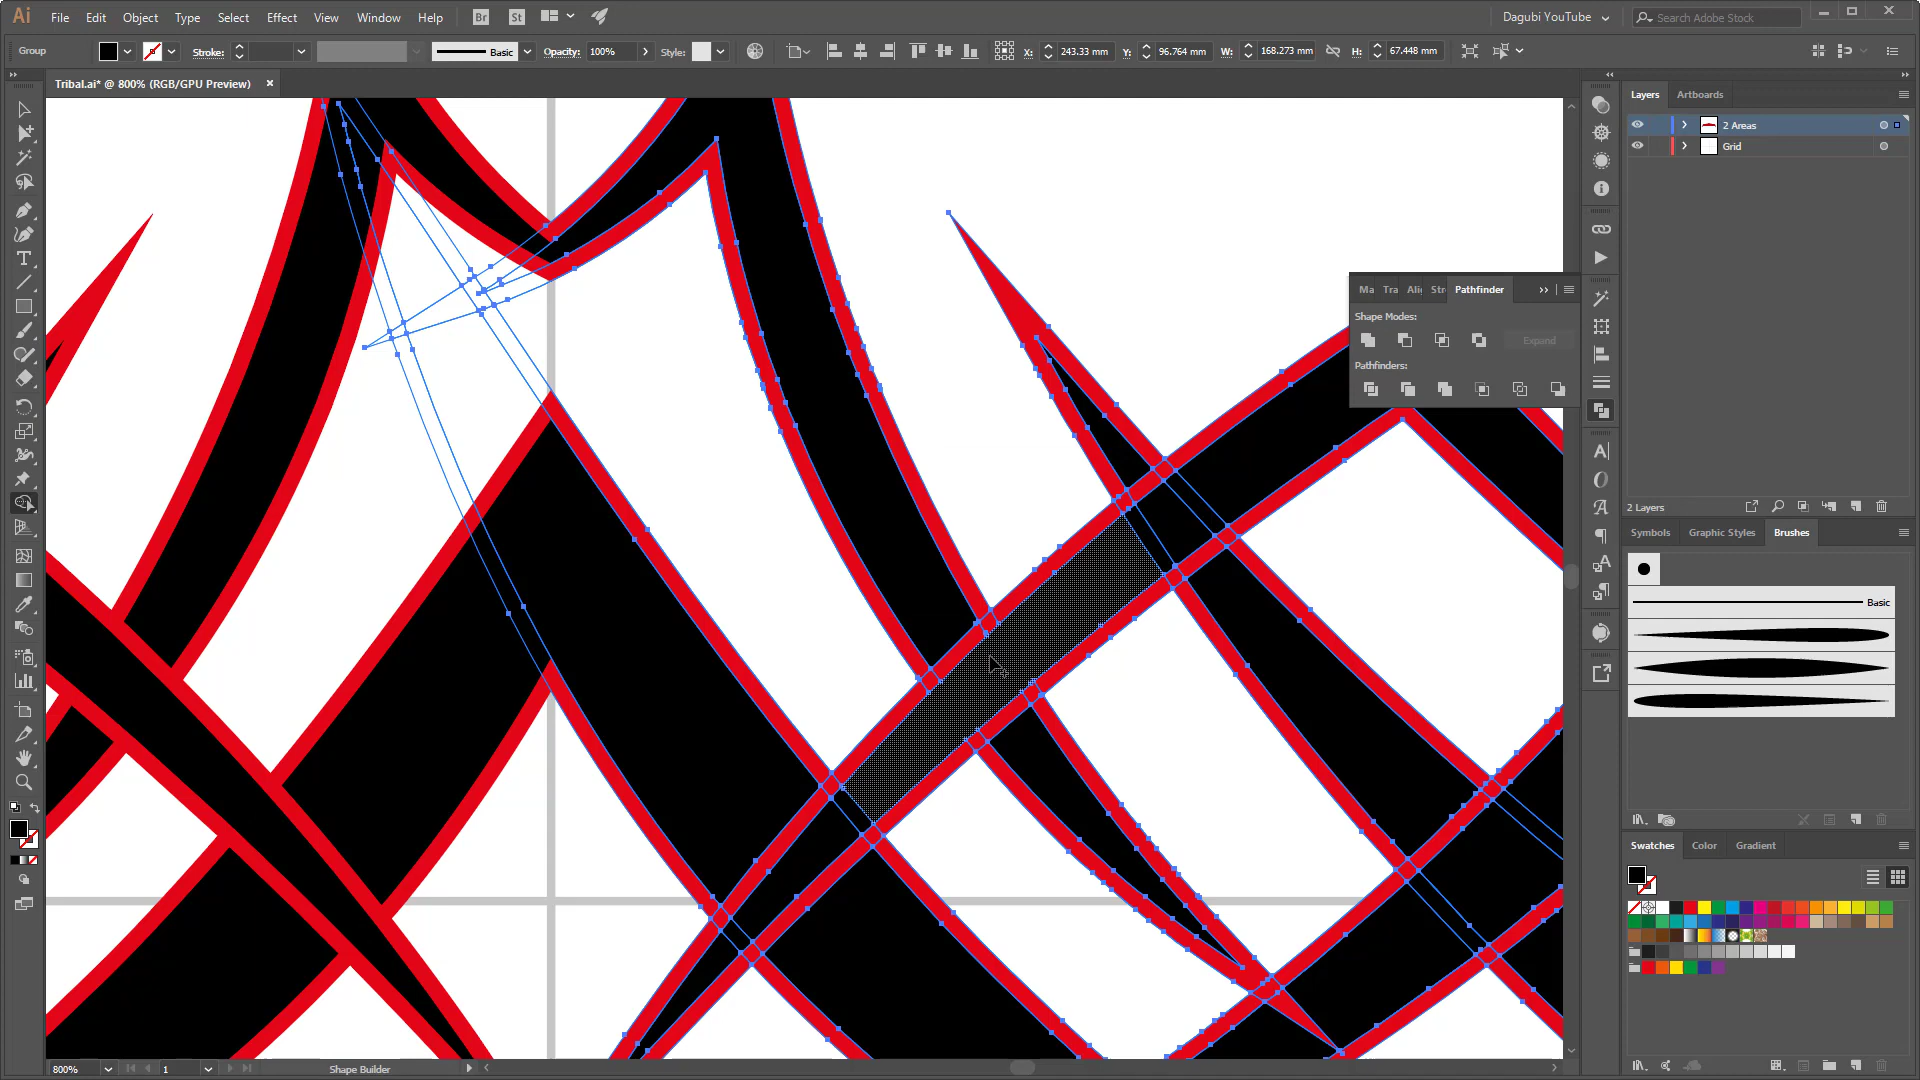 Ai File Edit Object Type Select Effect View Window Help Br St Dagubi YouTube Search Adobe Stock
Group Stroke: Basic Opacity: 100% Style: X: 243.33 mm Y: 96.764 mm W: 168.273 mm H: 67.448 mm
Tribal.ai* @ 800% (RGB/GPU Preview)
Layers Artboards
2 Areas
Grid
Ma Tra Ali Str Pathfinder
Shape Modes:
Expand
Pathfinders:
2 Layers
Symbols Graphic Styles Brushes
Basic
Swatches Color Gradient
800% 1 Shape Builder